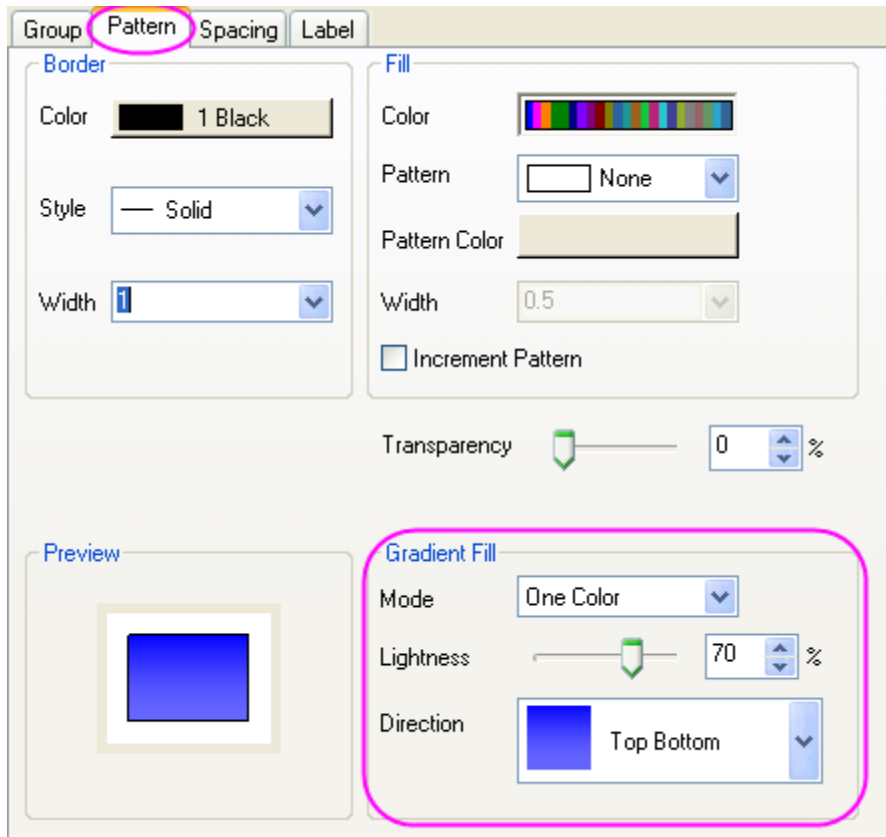 Group Pattern Spacing Label
Border
Color 1 Black
Style Solid
Width 1
Fill
Color
Pattern None
Pattern Color
Width 0.5
Increment Pattern
Transparency 0 %
Preview
Gradient Fill
Mode One Color
Lightness 70 %
Direction Top Bottom